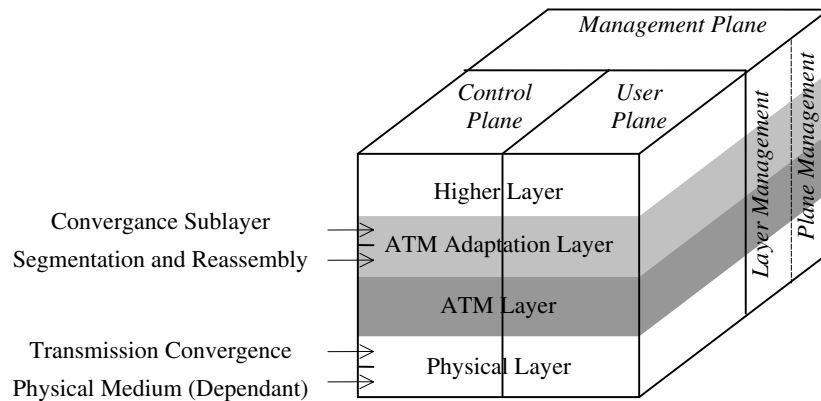 Management Plane
Control
Plane
User
Plane
Higher Layer
Convergance Sublayer
ATM Adaptation Layer
Segmentation and Reassembly
ATM Layer
Transmission Convergence
Physical Layer
Physical Medium (Dependant)
Layer Management
Plane Management